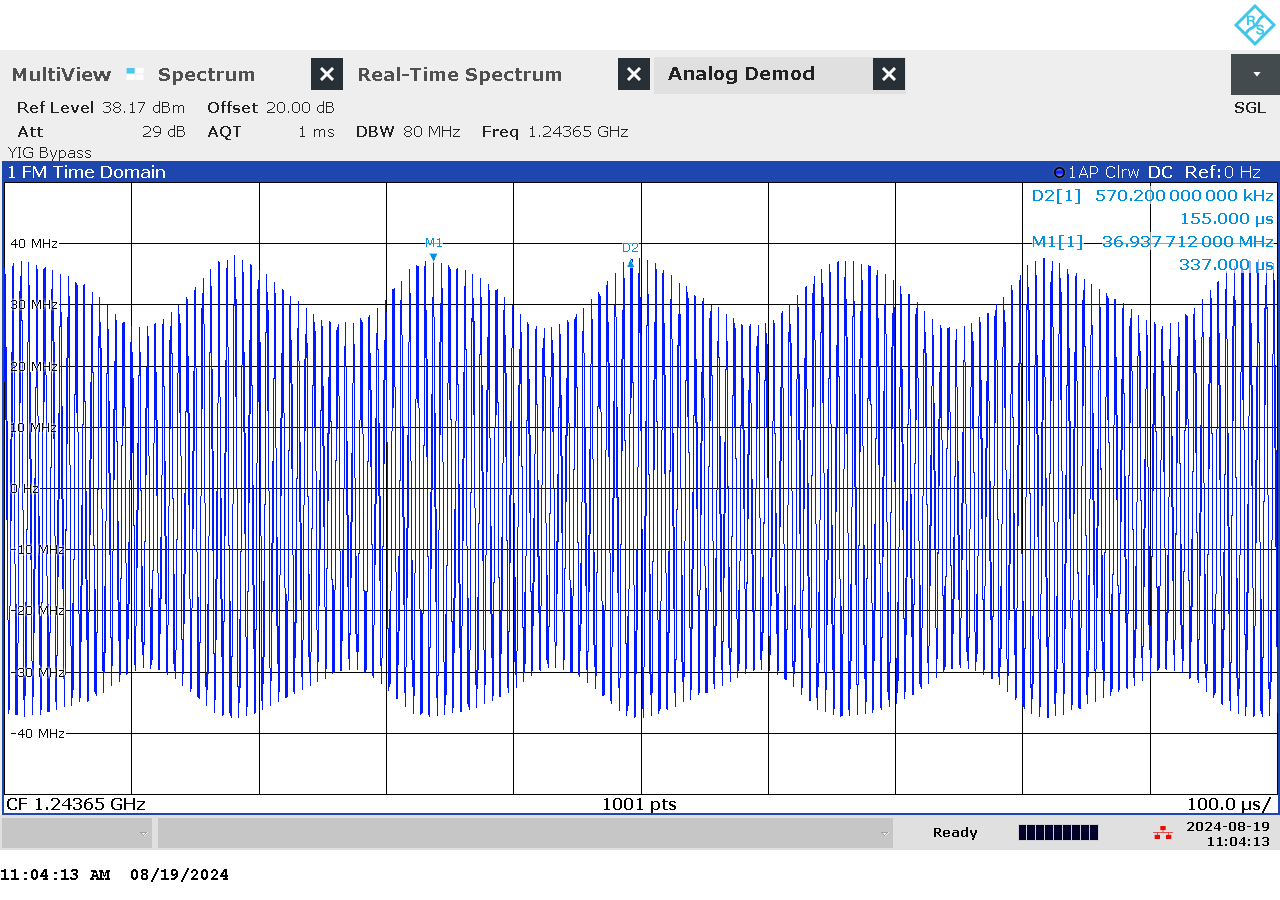 R/S
MultiView Spectrum Real-Time Spectrum Analog Demod
Ref Level 38.17 dBm Offset 20.00 dB SGL
Att 29 dB AQT 1 ms DBW 80 MHz Freq 1.24365 GHz
YIG Bypass
1 FM Time Domain 1AP Clrw DC Ref:0 Hz
D2[1] 570.200 000 000 kHz
155.000 µs
M1[1] 36.937 712 000 MHz
337.000 µs
M1
D2
40 MHz
30 MHz
20 MHz
10 MHz
0 Hz
-10 MHz
-20 MHz
-30 MHz
-40 MHz
CF 1.24365 GHz 1001 pts 100.0 µs/
Ready 2024-08-19
11:04:13
11:04:13 AM 08/19/2024